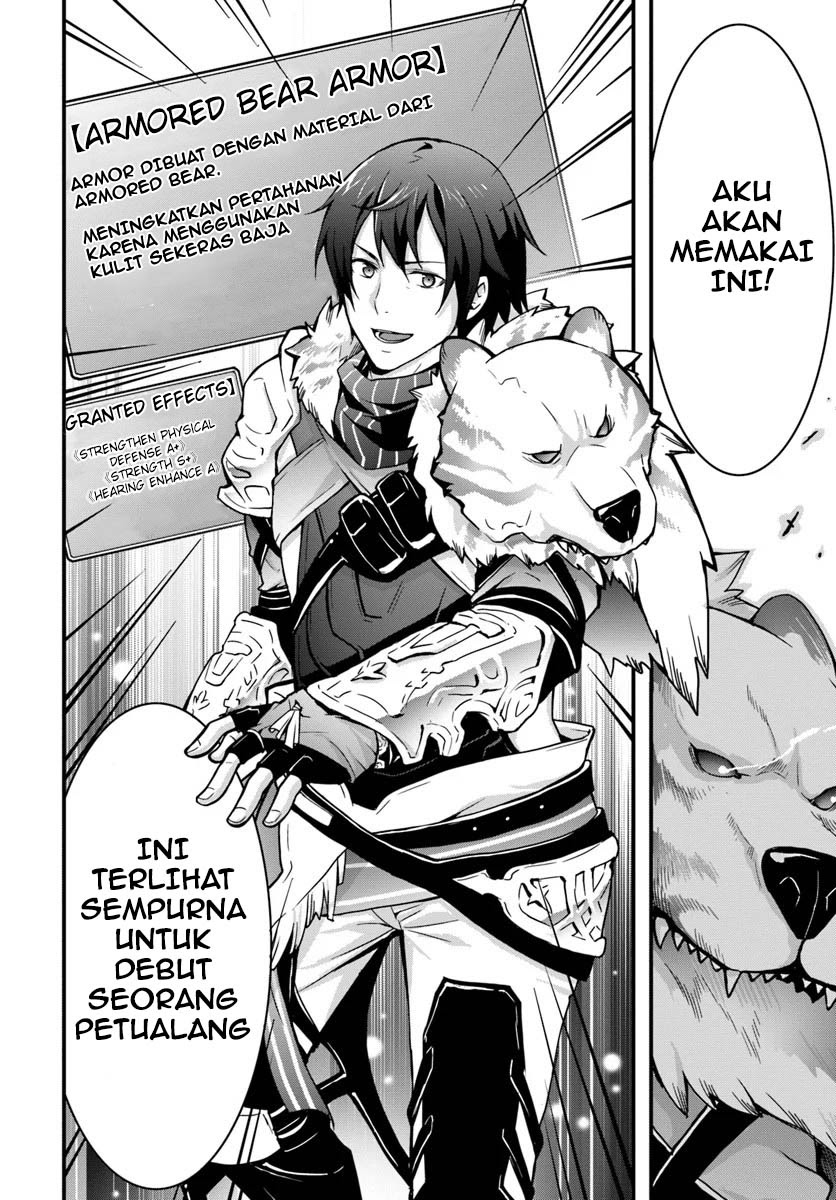 AKU
AKAN
MEMAKAI
INI!
【ARMORED BEAR ARMOR】
ARMOR DIBUAT DENGAN MATERIAL DARI
ARMORED BEAR.
MENINGKATKAN PERTAHANAN
KARENA MENGGUNAKAN
KULIT SEKERAS BAJA
GRANTED EFFECTS】
《STRENGTHEN PHYSICAL
DEFENSE A+》
《STRENGTH S+》
《HEARING ENHANCE A》
INI
TERLIHAT
SEMPURNA
UNTUK
DEBUT
SEORANG
PETUALANG